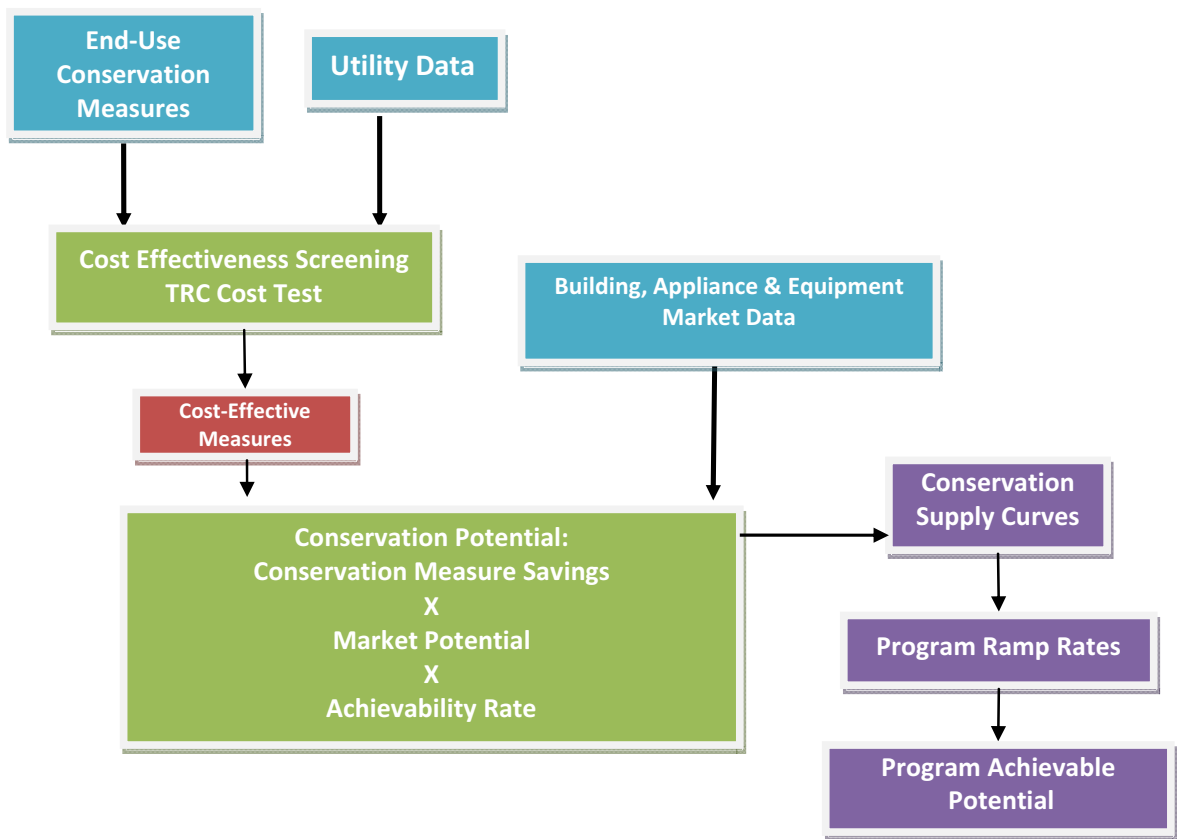 End-Use
Conservation
Measures
Utility Data
Cost Effectiveness Screening
TRC Cost Test
Building, Appliance & Equipment
Market Data
Cost-Effective
Measures
Conservation Potential:
Conservation Measure Savings
X
Market Potential
X
Achievability Rate
Conservation
Supply Curves
Program Ramp Rates
Program Achievable
Potential